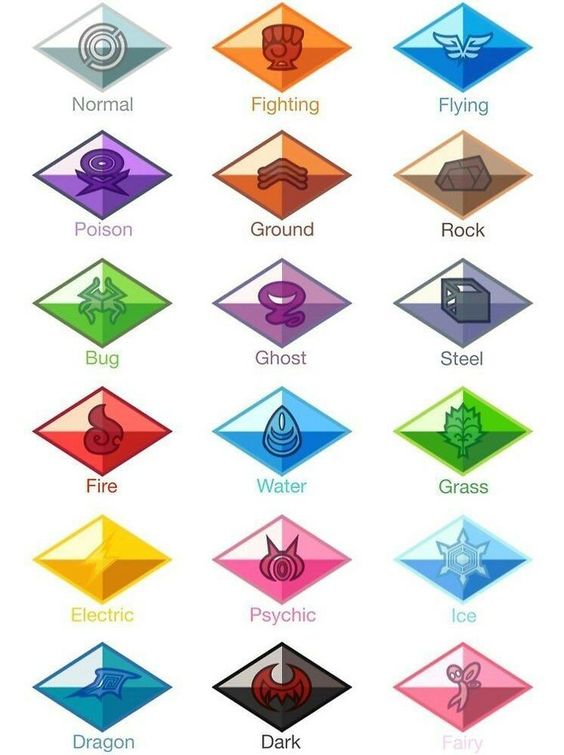 Normal
Fighting
Flying
Poison
Ground
Rock
Bug
Ghost
Steel
Fire
Water
Grass
Electric
Psychic
Ice
Dragon
Dark
Fairy